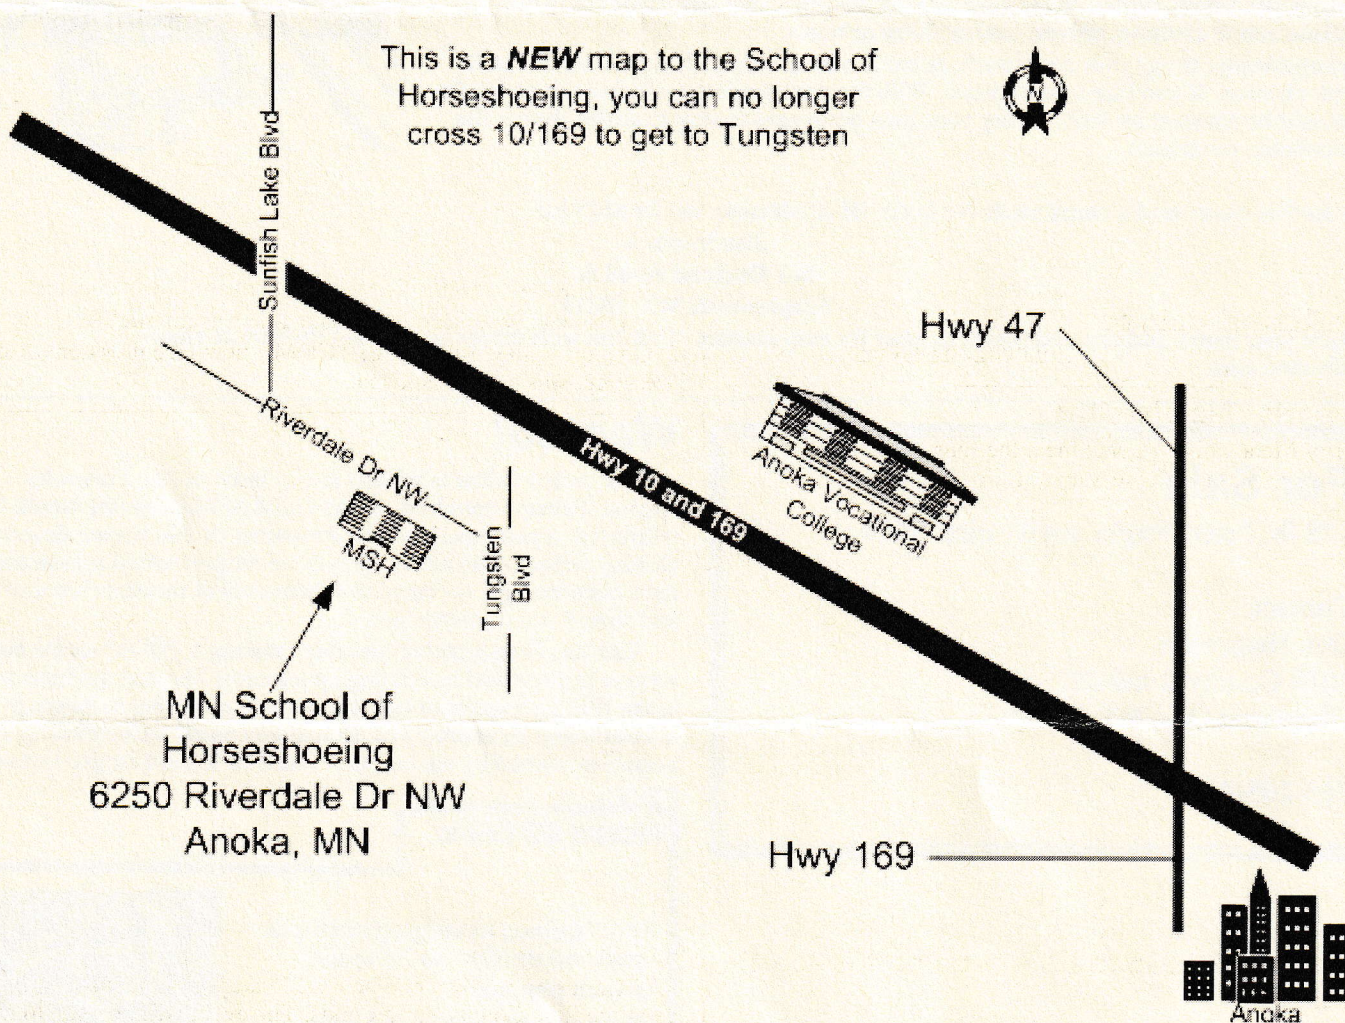 This is a NEW map to the School of
Horseshoeing, you can no longer
cross 10/169 to get to Tungsten
N
Sunfish Lake Blvd
Hwy 47
Riverdale Dr NW
Hwy 10 and 169
Anoka Vocational
College
MSH
Tungsten
Blvd
MN School of
Horseshoeing
6250 Riverdale Dr NW
Anoka, MN
Hwy 169
Anoka